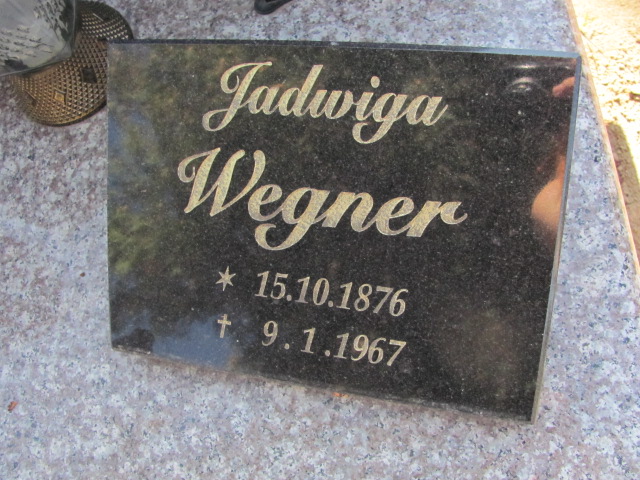 Jadwiga
Wegner
* 15.10.1876
✝ 9.1.1967